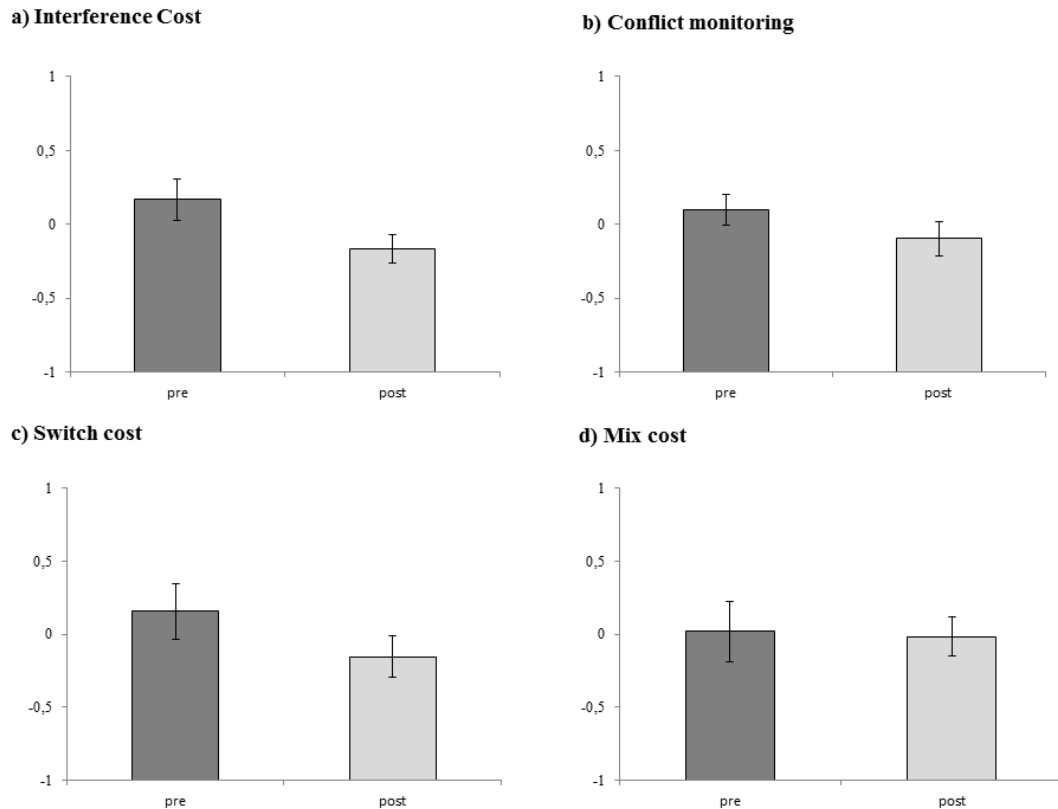 a) Interference Cost
1
0,5
0
-0,5
-1
pre
post
b) Conflict monitoring
1
0,5
0
-0,5
-1
pre
post
c) Switch cost
1
0,5
0
-0,5
-1
pre
post
d) Mix cost
1
0,5
0
-0,5
-1
pre
post